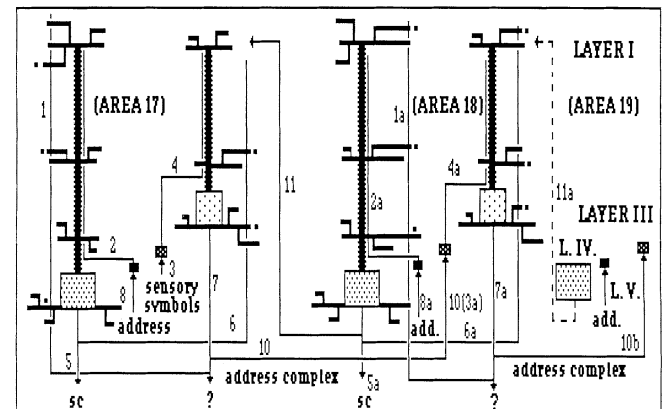 LAYER I
1
(AREA 17)
1a
(AREA 18)
(AREA 19)
4
4a
11
11a
2
2a
LAYER III
3
sensory
symbols
7
L. IV.
8
8a
10(3a)
7a
L. V.
address
6
add.
6a
add.
10b
5
10
address complex
5a
address complex
sc
?
sc
?